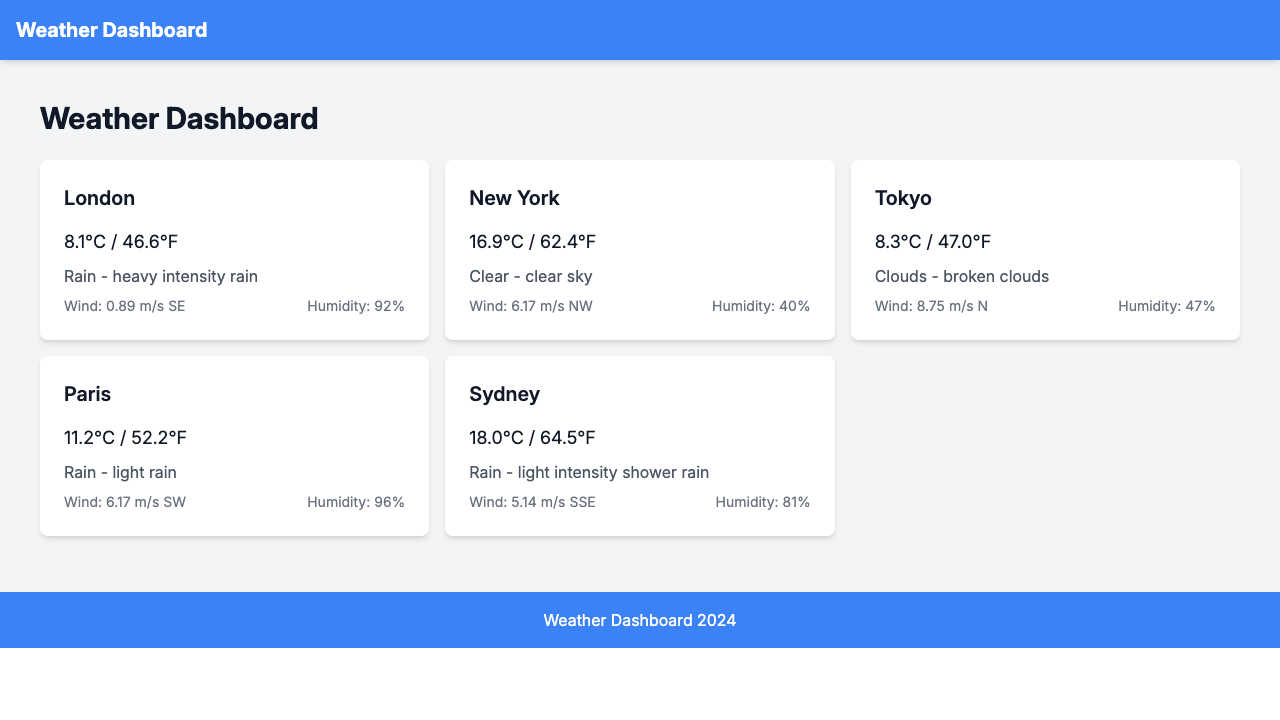 Weather Dashboard
Weather Dashboard
London
8.1°C / 46.6°F
Rain - heavy intensity rain
Wind: 0.89 m/s SE Humidity: 92%
New York
16.9°C / 62.4°F
Clear - clear sky
Wind: 6.17 m/s NW Humidity: 40%
Tokyo
8.3°C / 47.0°F
Clouds - broken clouds
Wind: 8.75 m/s N Humidity: 47%
Paris
11.2°C / 52.2°F
Rain - light rain
Wind: 6.17 m/s SW Humidity: 96%
Sydney
18.0°C / 64.5°F
Rain - light intensity shower rain
Wind: 5.14 m/s SSE Humidity: 81%
Weather Dashboard 2024